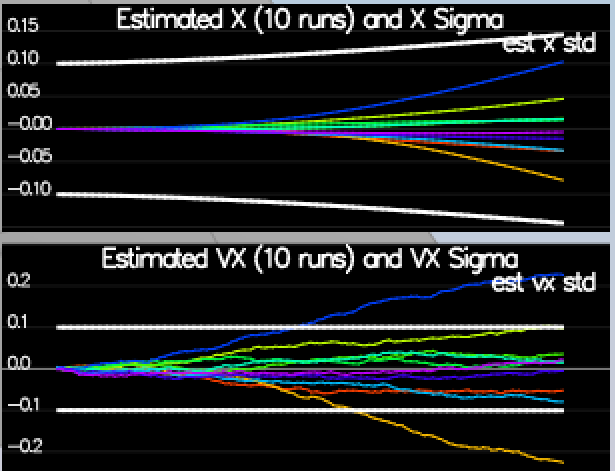 Estimated X (10 runs) and X Sigma
0.15
est x std
0.10
0.05
-0.00
-0.05
-0.10
Estimated VX (10 runs) and VX Sigma
0.2
est vx std
0.1
0.0
-0.1
-0.2